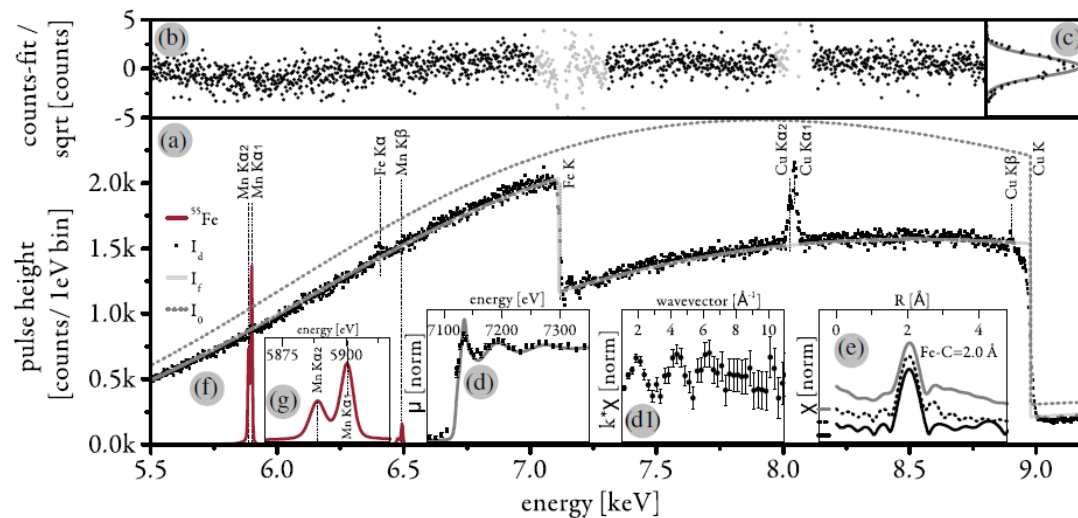 counts-fit /
sqrt [counts]
5
0
-5
(b)
(c)
(a)
pulse height
[counts/ 1eV bin]
2.0k
1.5k
1.0k
0.5k
0.0k
Mn Kα2
Mn Kα1
Fe Kα
Mn Kβ
Fe K
Cu Kα2
Cu Kα1
Cu Kβ
Cu K
⁵⁵Fe
I_d
I_f
I_0
(f)
energy [eV]
5875 5900
(g)
Mn Kα2
Mn Kα1
energy [eV]
7100 7200 7300
μ [norm]
(d)
wavevector [Å⁻¹]
2 4 6 8 10
k*χ [norm]
(d1)
R [Å]
0 2 4
χ [norm]
(e)
Fe-C=2.0 Å
5.5 6.0 6.5 7.0 7.5 8.0 8.5 9.0
energy [keV]